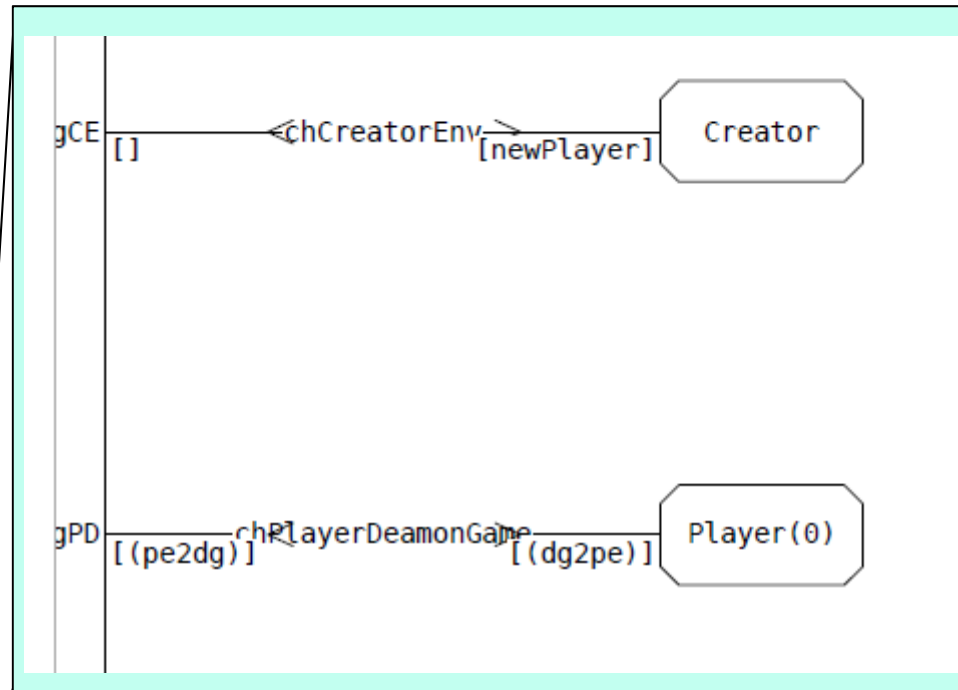 gCE
[]
chCreatorEnv
[newPlayer]
Creator
gPD
[(pe2dg)]
chPlayerDeamonGame
[(dg2pe)]
Player(0)